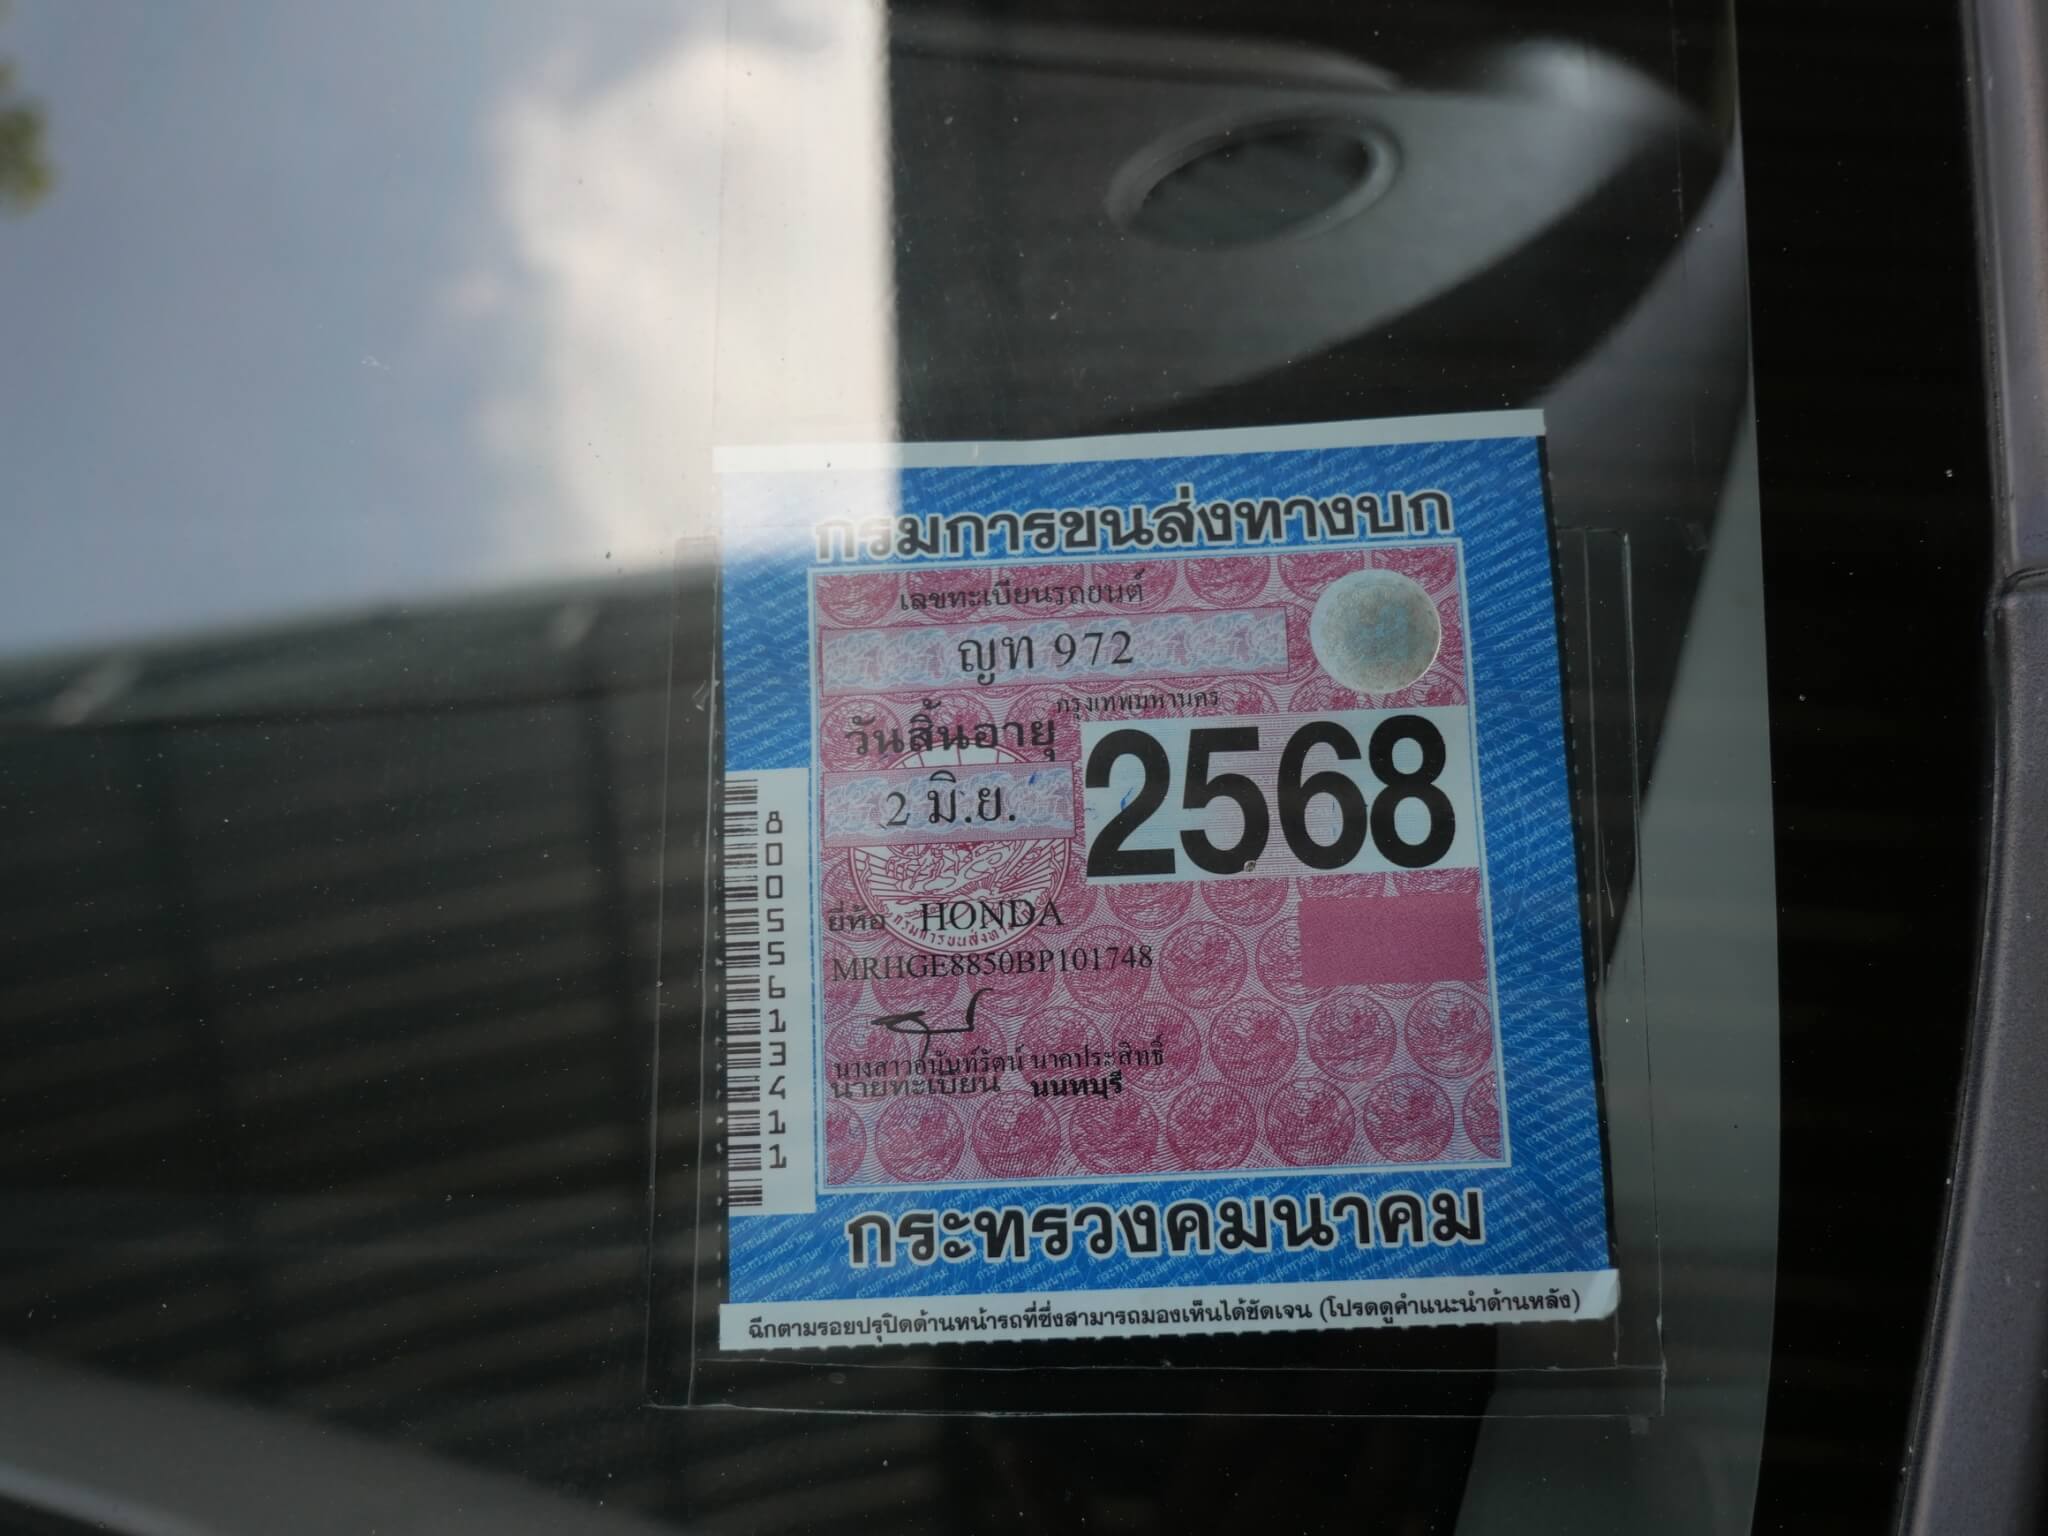 กรมการขนส่งทางบก
เลขทะเบียนรถยนต์
ญท 972
กรุงเทพมหานคร
วันสิ้นอายุ
2 มิ.ย.
2568
ยี่ห้อ HONDA
MRHGE8850BP101748
นางสาวอนันท์รัตน์ นาคประสิทธิ์
นายทะเบียน นนทบุรี
8005561341 1
กระทรวงคมนาคม
ฉีกตามรอยปรุปิดด้านหน้ารถที่ซึ่งสามารถมองเห็นได้ชัดเจน (โปรดดูคำแนะนำด้านหลัง)